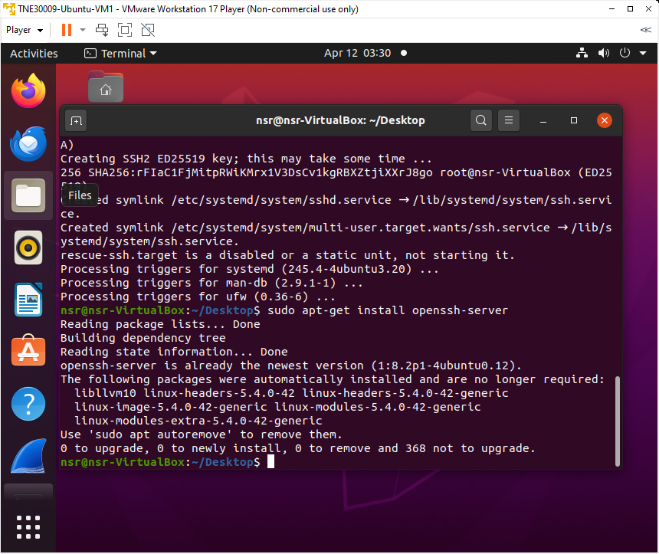 TNE30009-Ubuntu-VM1 - VMware Workstation 17 Player (Non-commercial use only)
Player
Activities
Terminal
Apr 12 03:30
nsr@nsr-VirtualBox: ~/Desktop
A)
Creating SSH2 ED25519 key; this may take some time ...
256 SHA256:rFIaC1FjMitpRWiKMrx1V3DsCv1kgRBXZtjiXXrJ8go root@nsr-VirtualBox (ED25
Files
ed symlink /etc/systemd/system/sshd.service → /lib/systemd/system/ssh.servi
ce.
Created symlink /etc/systemd/system/multi-user.target.wants/ssh.service → /lib/s
ystemd/system/ssh.service.
rescue-ssh.target is a disabled or a static unit, not starting it.
Processing triggers for systemd (245.4-4ubuntu3.20) ...
Processing triggers for man-db (2.9.1-1) ...
Processing triggers for ufw (0.36-6) ...
nsr@nsr-VirtualBox:~/Desktop$ sudo apt-get install openssh-server
Reading package lists... Done
Building dependency tree
Reading state information... Done
openssh-server is already the newest version (1:8.2p1-4ubuntu0.12).
The following packages were automatically installed and are no longer required:
libllvm10 linux-headers-5.4.0-42 linux-headers-5.4.0-42-generic
linux-image-5.4.0-42-generic linux-modules-5.4.0-42-generic
linux-modules-extra-5.4.0-42-generic
Use 'sudo apt autoremove' to remove them.
0 to upgrade, 0 to newly install, 0 to remove and 368 not to upgrade.
nsr@nsr-VirtualBox:~/Desktop$